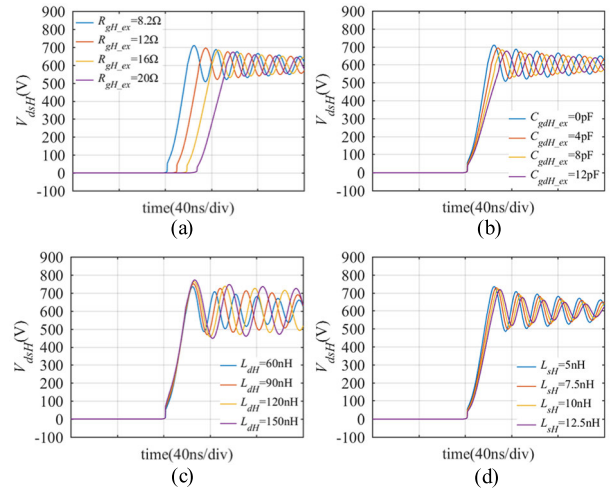 900
800
700
600
500
400
300
200
100
0
-100
V_dsH(V)
R_gH_ex=8.2Ω
R_gH_ex=12Ω
R_gH_ex=16Ω
R_gH_ex=20Ω
time(40ns/div)
(a)
900
800
700
600
500
400
300
200
100
0
-100
V_dsH(V)
C_gdH_ex=0pF
C_gdH_ex=4pF
C_gdH_ex=8pF
C_gdH_ex=12pF
time(40ns/div)
(b)
900
800
700
600
500
400
300
200
100
0
-100
V_dsH(V)
L_dH=60nH
L_dH=90nH
L_dH=120nH
L_dH=150nH
time(40ns/div)
(c)
900
800
700
600
500
400
300
200
100
0
-100
V_dsH(V)
L_sH=5nH
L_sH=7.5nH
L_sH=10nH
L_sH=12.5nH
time(40ns/div)
(d)